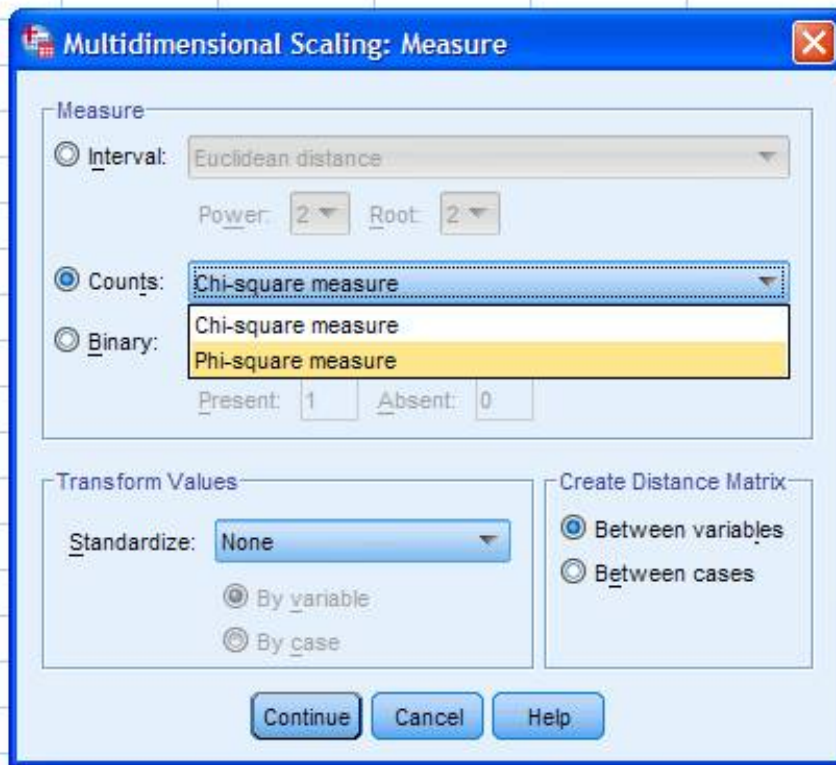 Multidimensional Scaling: Measure
Measure
Interval: Euclidean distance
Power: 2 Root: 2
Counts: Chi-square measure
Chi-square measure
Binary:
Phi-square measure
Present: 1 Absent: 0
Transform Values
Standardize: None
By variable
By case
Create Distance Matrix
Between variables
Between cases
Continue Cancel Help